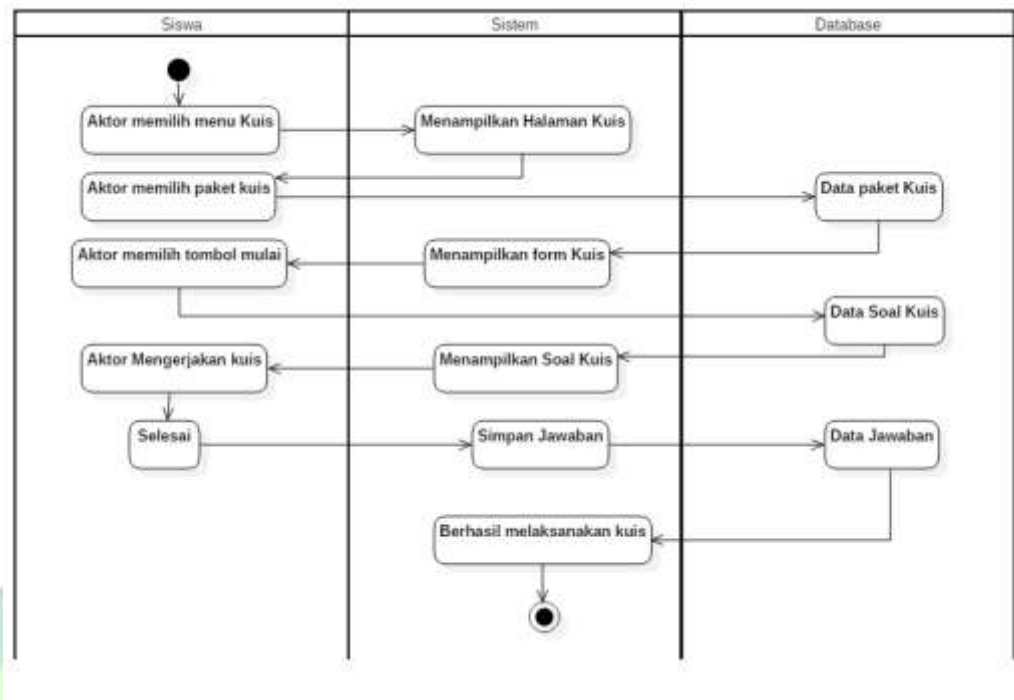 Siswa
Sistem
Database
Aktor memilih menu Kuis
Menampilkan Halaman Kuis
Aktor memilih paket kuis
Data paket Kuis
Aktor memilih tombol mulai
Menampilkan form Kuis
Data Soal Kuis
Aktor Mengerjakan kuis
Menampilkan Soal Kuis
Selesai
Simpan Jawaban
Data Jawaban
Berhasil melaksanakan kuis